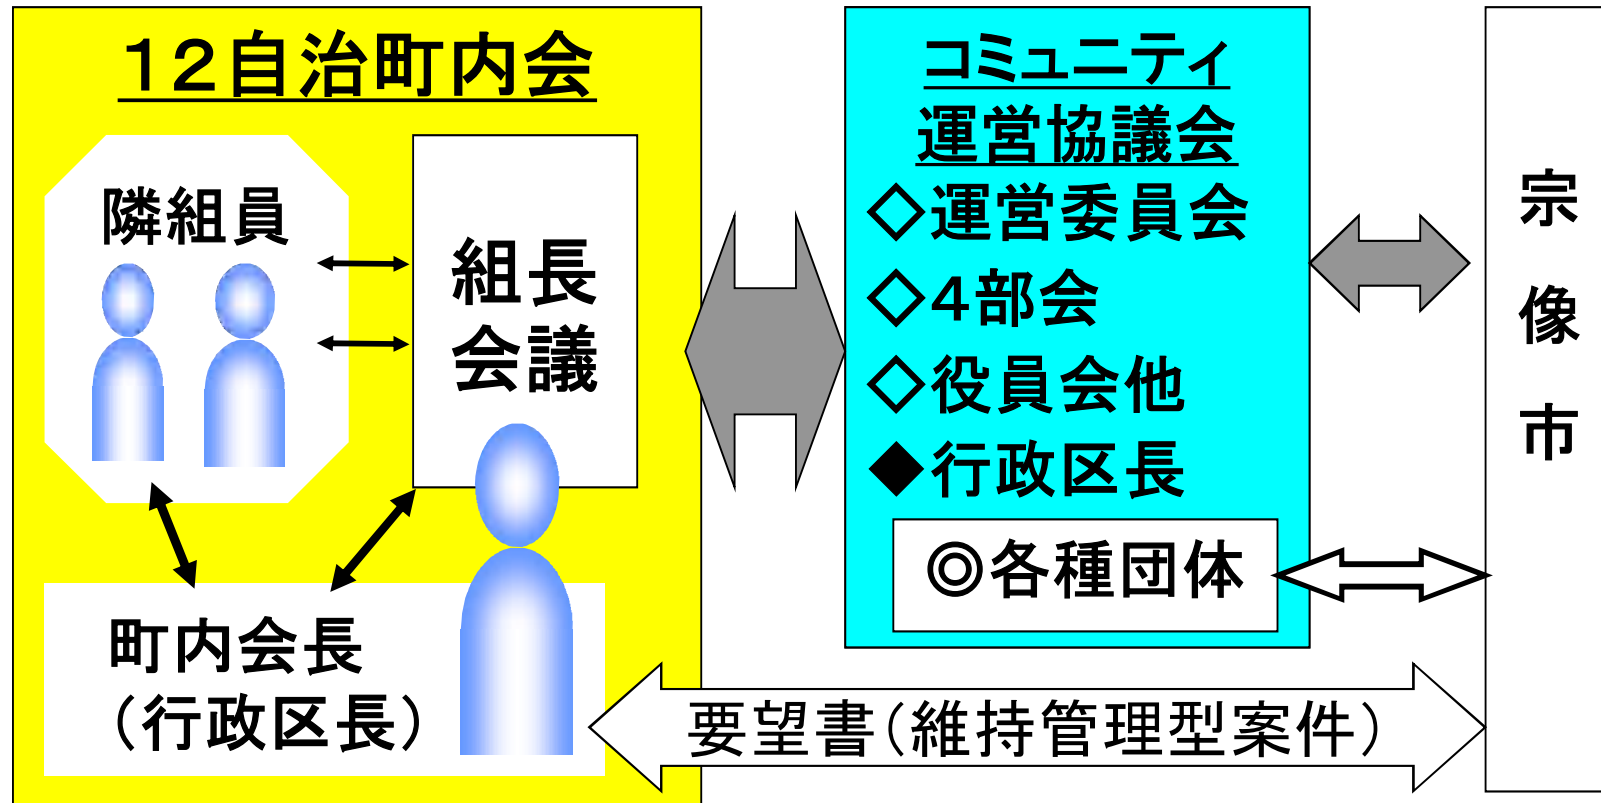 １２自治町内会
隣組員
組長
会議
町内会長
（行政区長）
コミュニティ
運営協議会
◇運営委員会
◇４部会
◇役員会他
◆行政区長
◎各種団体
要望書（維持管理型案件）
宗像市